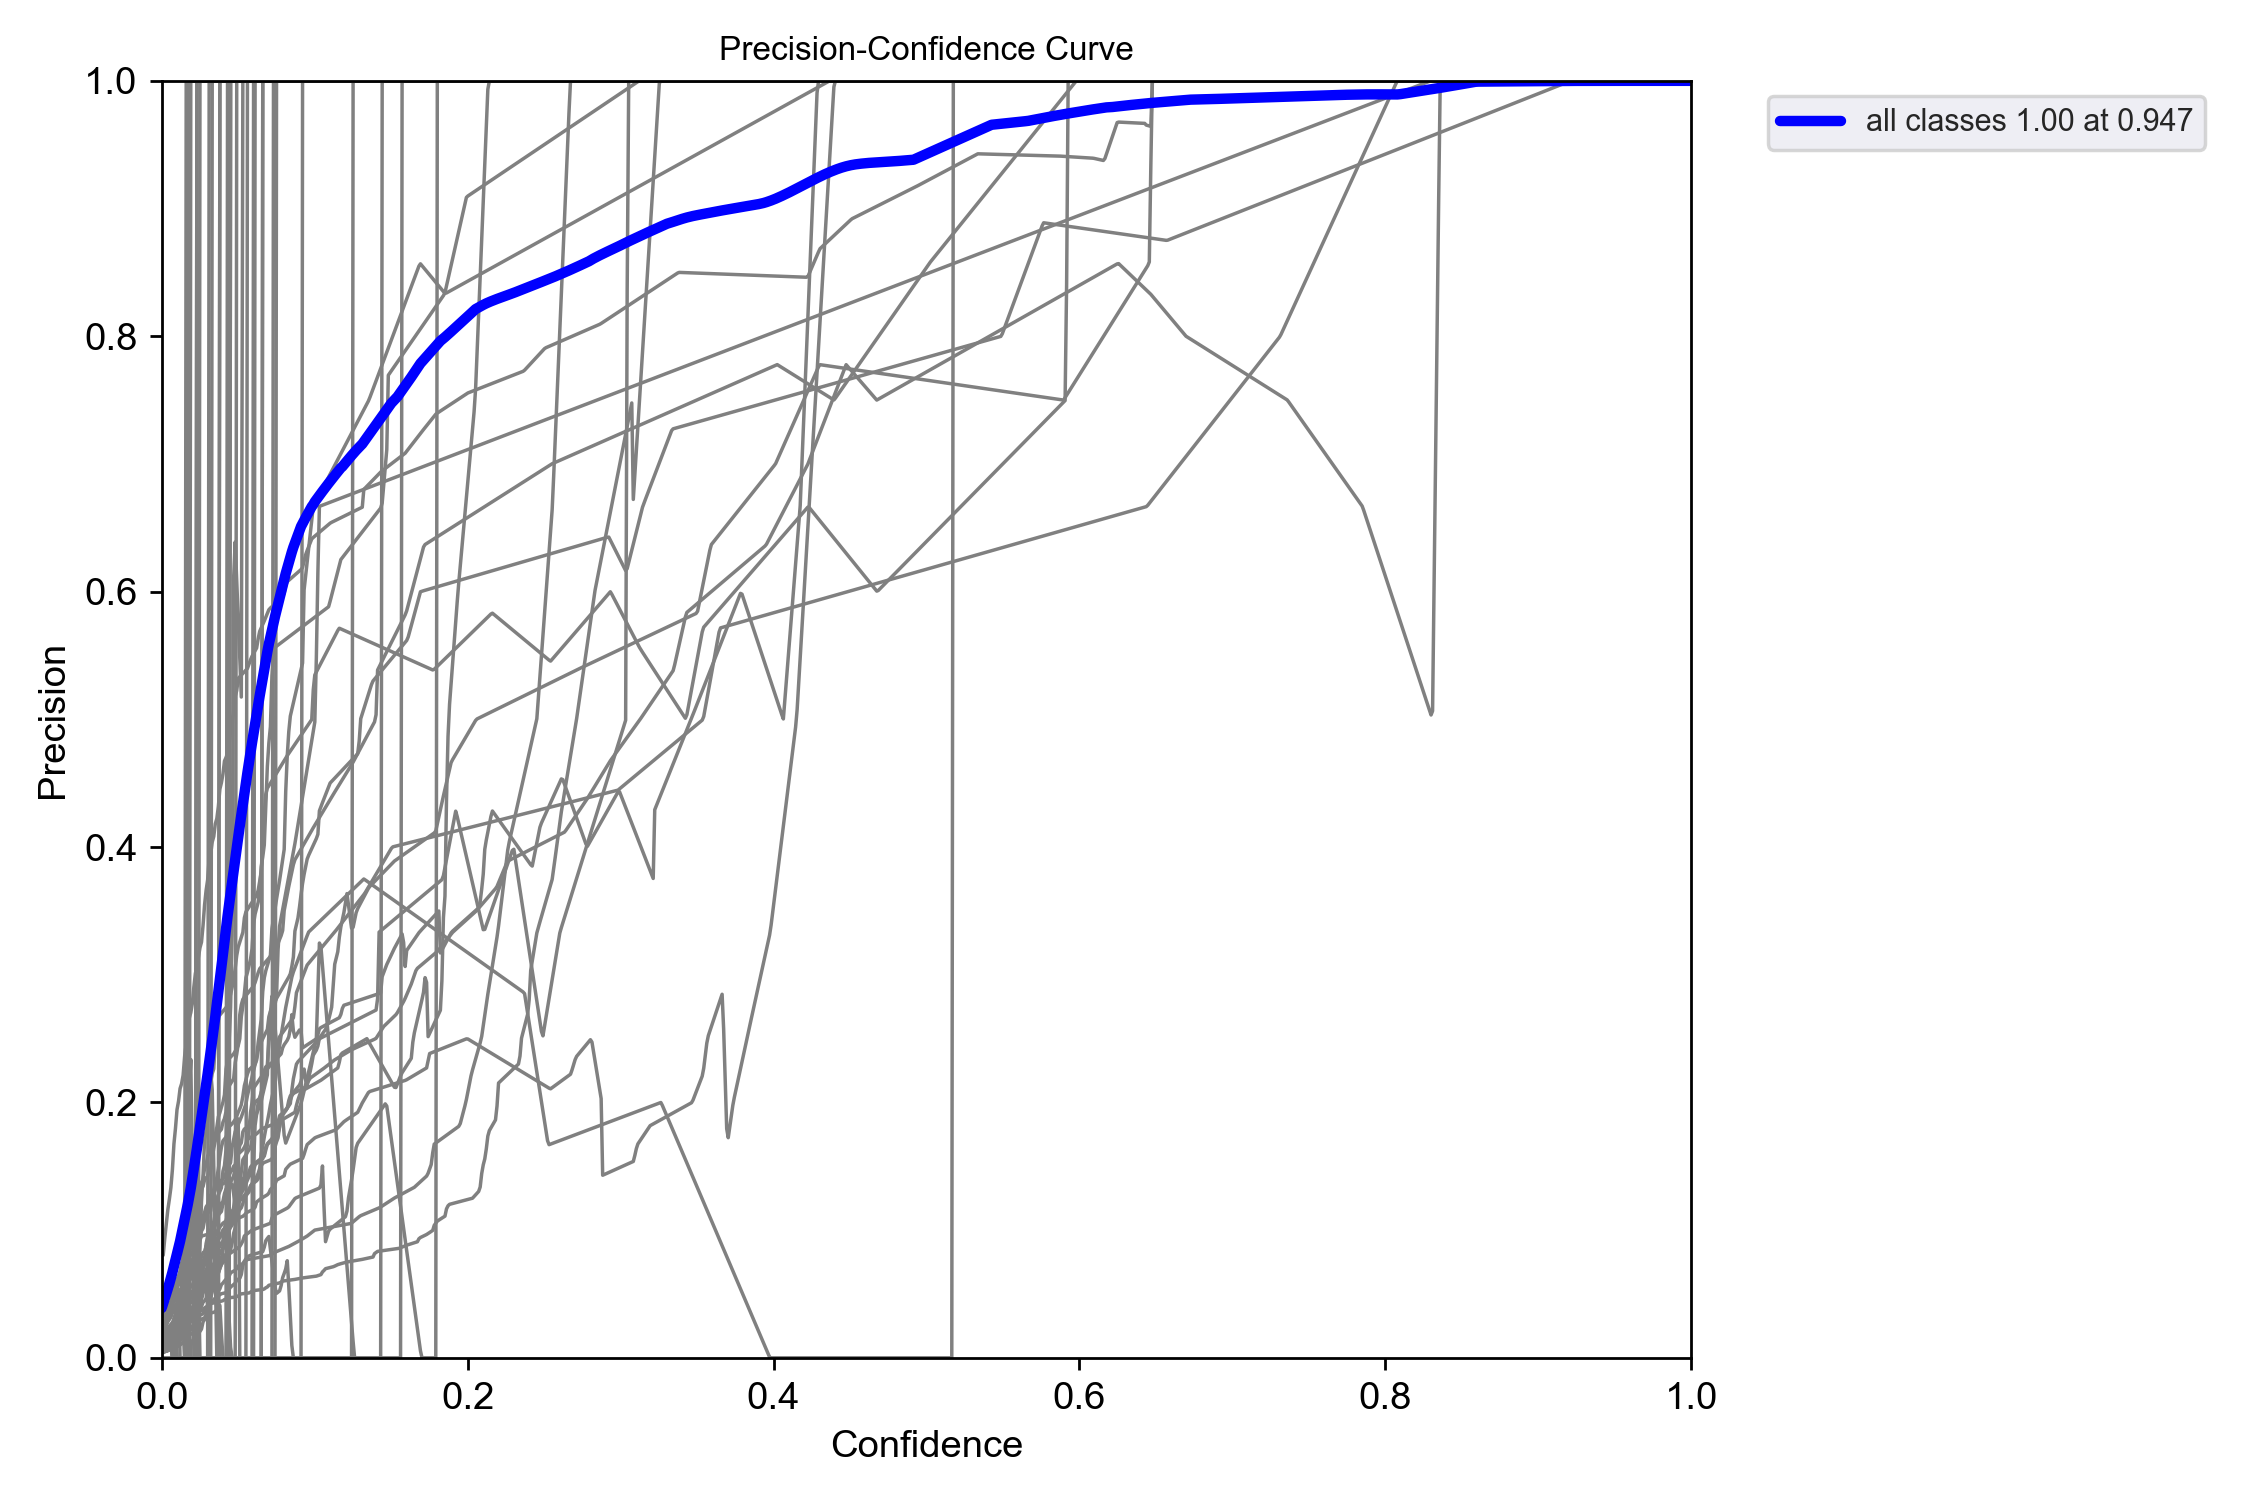 Precision-Confidence Curve
all classes 1.00 at 0.947
Precision
1.0
0.8
0.6
0.4
0.2
0.0
0.0 0.2 0.4 0.6 0.8 1.0
Confidence